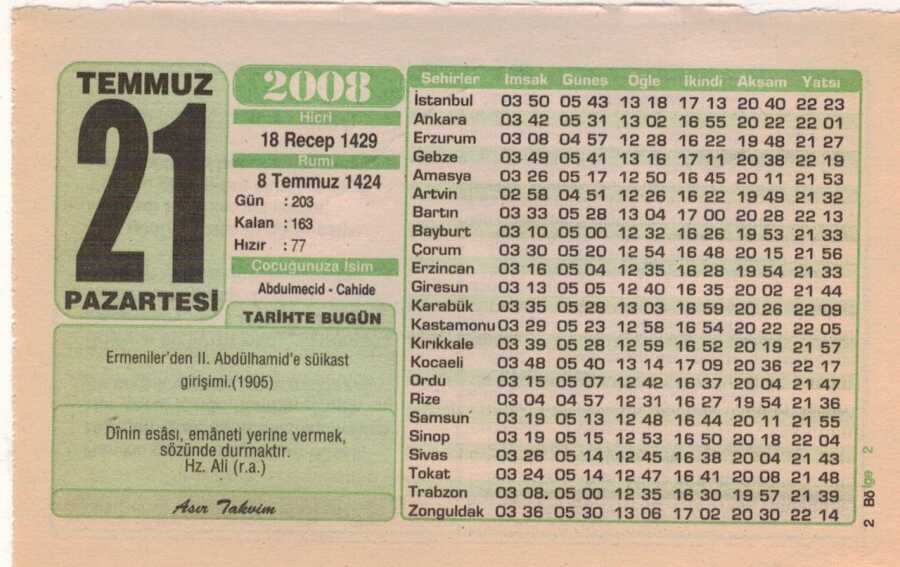 TEMMUZ
21
PAZARTESİ
2008
Hicri
18 Recep 1429
Rumi
8 Temmuz 1424
Gün : 203
Kalan : 163
Hızır : 77
Çocuğunuza İsim
Abdulmecid - Cahide
TARİHTE BUGÜN
Ermeniler'den II. Abdülhamid'e süikast
girişimi.(1905)
Dînin esâsı, emâneti yerine vermek,
sözünde durmaktır.
Hz. Ali (r.a.)
Asır Takvim
Şehirler İmsak Güneş Öğle İkindi Akşam Yatsı
İstanbul 03 50 05 43 13 18 17 13 20 40 22 23
Ankara 03 42 05 31 13 02 16 55 20 22 22 01
Erzurum 03 08 04 57 12 28 16 22 19 48 21 27
Gebze 03 49 05 41 13 16 17 11 20 38 22 19
Amasya 03 26 05 17 12 50 16 45 20 11 21 53
Artvin 02 58 04 51 12 26 16 22 19 49 21 32
Bartın 03 33 05 28 13 04 17 00 20 28 22 13
Bayburt 03 10 05 00 12 32 16 26 19 53 21 33
Çorum 03 30 05 20 12 54 16 48 20 15 21 56
Erzincan 03 16 05 04 12 35 16 28 19 54 21 33
Giresun 03 13 05 05 12 40 16 35 20 02 21 44
Karabük 03 35 05 28 13 03 16 59 20 26 22 09
Kastamonu 03 29 05 23 12 58 16 54 20 22 22 05
Kırıkkale 03 39 05 28 12 59 16 52 20 19 21 57
Kocaeli 03 48 05 40 13 14 17 09 20 36 22 17
Ordu 03 15 05 07 12 42 16 37 20 04 21 47
Rize 03 04 04 57 12 31 16 27 19 54 21 36
Samsun 03 19 05 13 12 48 16 44 20 11 21 55
Sinop 03 19 05 15 12 53 16 50 20 18 22 04
Sivas 03 26 05 14 12 45 16 38 20 04 21 43
Tokat 03 24 05 14 12 47 16 41 20 08 21 48
Trabzon 03 08. 05 00 12 35 16 30 19 57 21 39
Zonguldak 03 36 05 30 13 06 17 02 20 30 22 14
2 Bölge 2